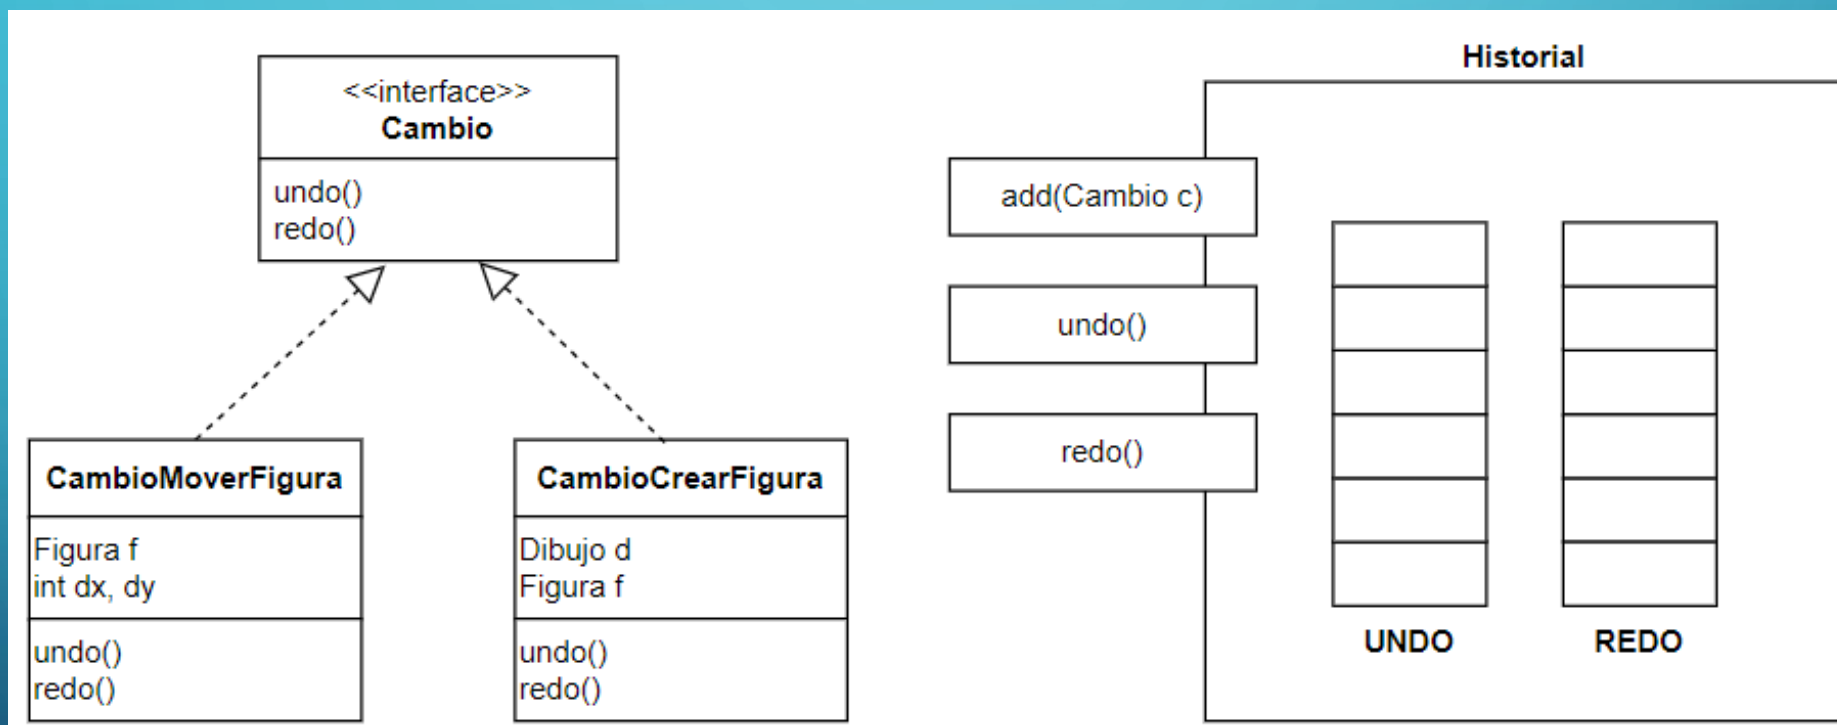 <<interface>>
Cambio
undo()
redo()
CambioMoverFigura
Figura f
int dx, dy
undo()
redo()
CambioCrearFigura
Dibujo d
Figura f
undo()
redo()
Historial
add(Cambio c)
undo()
redo()
UNDO
REDO